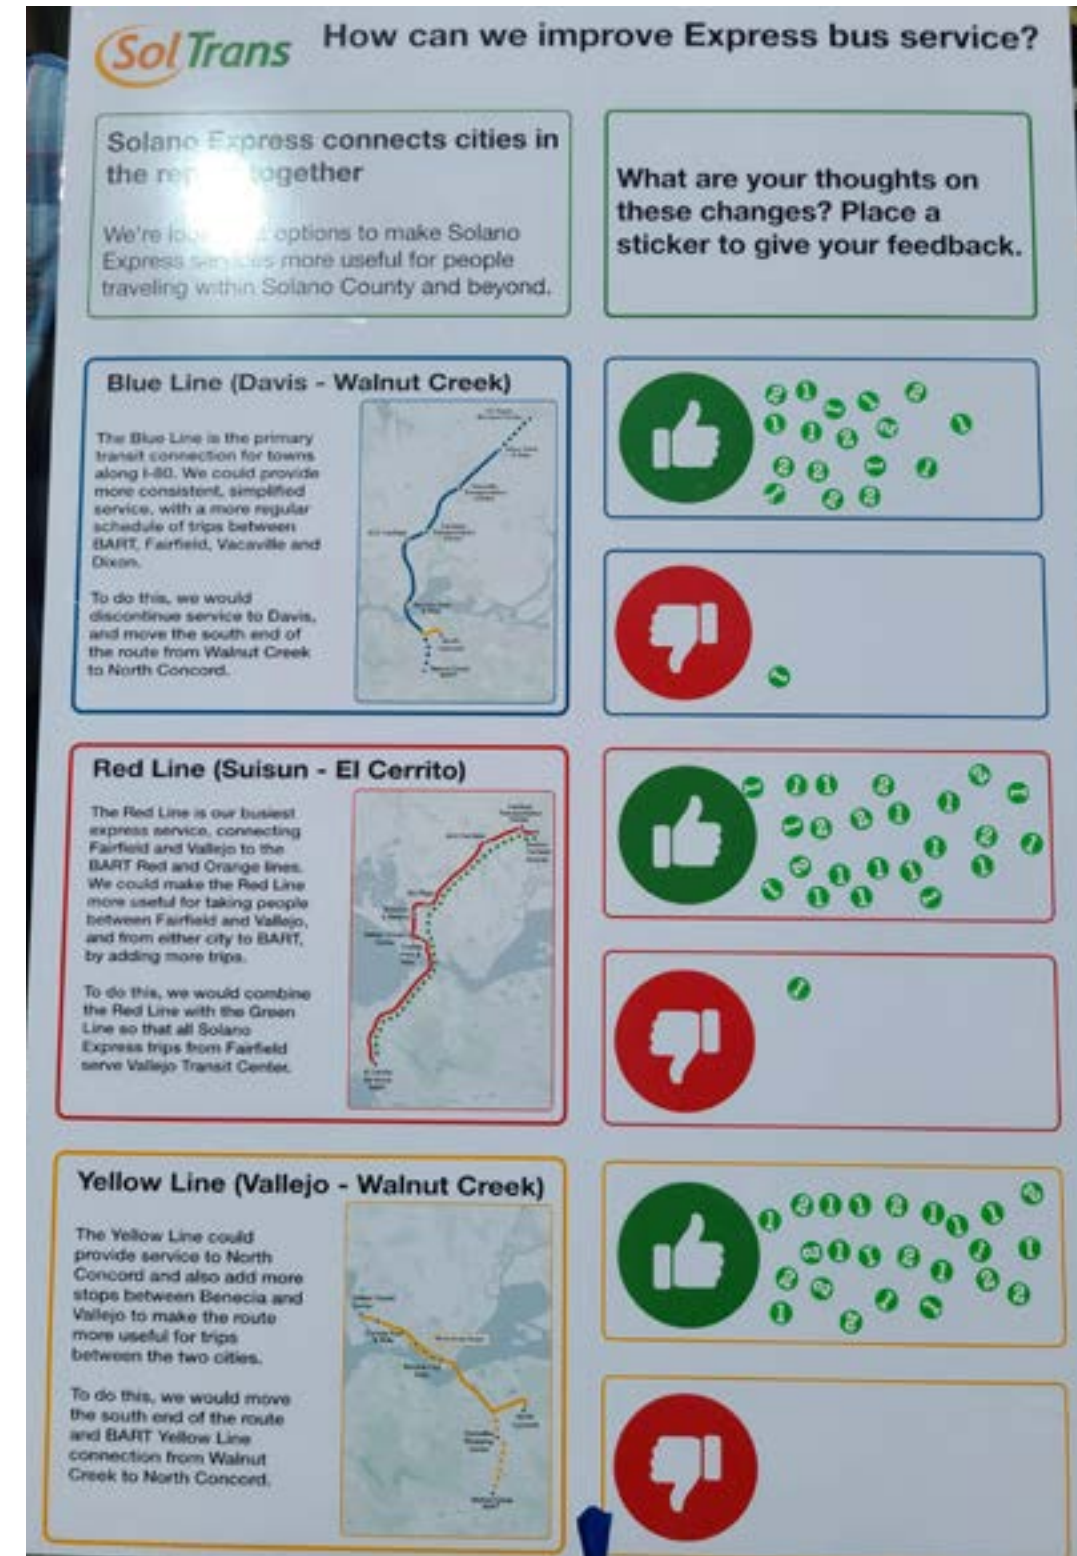 SolTrans
How can we improve Express bus service?
Solano Express connects cities in
the together
We're options to make Solano
Express more useful for people
traveling within Solano County and beyond.
What are your thoughts on
these changes? Place a
sticker to give your feedback.
Blue Line (Davis - Walnut Creek)
The Blue Line is the primary
transit connection for towns
along I-80. We could provide
more consistent, simplified
service, with a more regular
schedule of trips between
BART, Fairfield, Vacaville and
Dixon.
To do this, we would
discontinue service to Davis,
and move the south end of
the route from Walnut Creek
to North Concord.
Red Line (Suisun - El Cerrito)
The Red Line is our busiest
express service, connecting
Fairfield and Vallejo to the
BART Red and Orange lines.
We could make the Red Line
more useful for taking people
between Fairfield and Vallejo,
and from either city to BART,
by adding more trips.
To do this, we would combine
the Red Line with the Green
Line so that all Solano
Express trips from Fairfield
serve Vallejo Transit Center.
Yellow Line (Vallejo - Walnut Creek)
The Yellow Line could
provide service to North
Concord and also add more
stops between Benecia and
Vallejo to make the route
more useful for trips
between the two cities.
To do this, we would move
the south end of the route
and BART Yellow Line
connection from Walnut
Creek to North Concord.